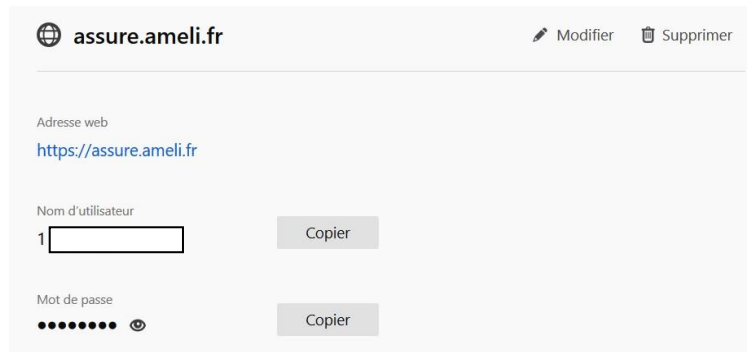 assure.ameli.fr
Modifier
Supprimer
Adresse web
https://assure.ameli.fr
Nom d'utilisateur
1
Copier
Mot de passe
••••••••
Copier